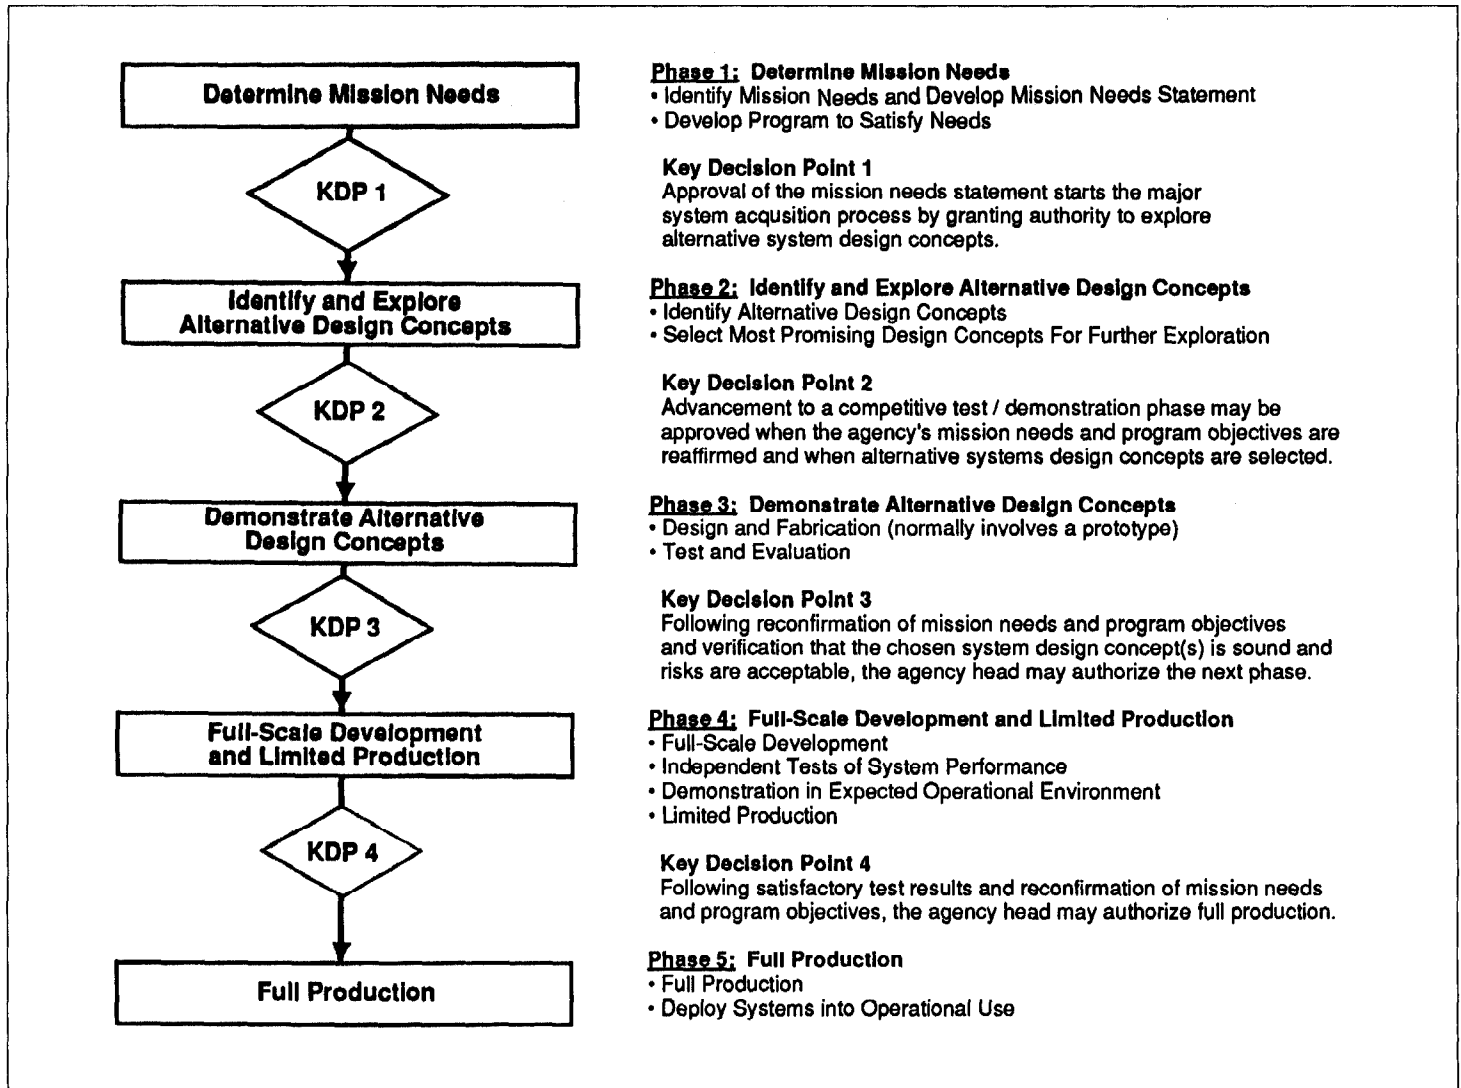 Determine Mission Needs
KDP 1
Identify and Explore
Alternative Design Concepts
KDP 2
Demonstrate Alternative
Design Concepts
KDP 3
Full-Scale Development
and Limited Production
KDP 4
Full Production
Phase 1: Determine Mission Needs
• Identify Mission Needs and Develop Mission Needs Statement
• Develop Program to Satisfy Needs
Key Decision Point 1
Approval of the mission needs statement starts the major
system acqusition process by granting authority to explore
alternative system design concepts.
Phase 2: Identify and Explore Alternative Design Concepts
• Identify Alternative Design Concepts
• Select Most Promising Design Concepts For Further Exploration
Key Decision Point 2
Advancement to a competitive test / demonstration phase may be
approved when the agency's mission needs and program objectives are
reaffirmed and when alternative systems design concepts are selected.
Phase 3: Demonstrate Alternative Design Concepts
• Design and Fabrication (normally involves a prototype)
• Test and Evaluation
Key Decision Point 3
Following reconfirmation of mission needs and program objectives
and verification that the chosen system design concept(s) is sound and
risks are acceptable, the agency head may authorize the next phase.
Phase 4: Full-Scale Development and Limited Production
• Full-Scale Development
• Independent Tests of System Performance
• Demonstration in Expected Operational Environment
• Limited Production
Key Decision Point 4
Following satisfactory test results and reconfirmation of mission needs
and program objectives, the agency head may authorize full production.
Phase 5: Full Production
• Full Production
• Deploy Systems into Operational Use